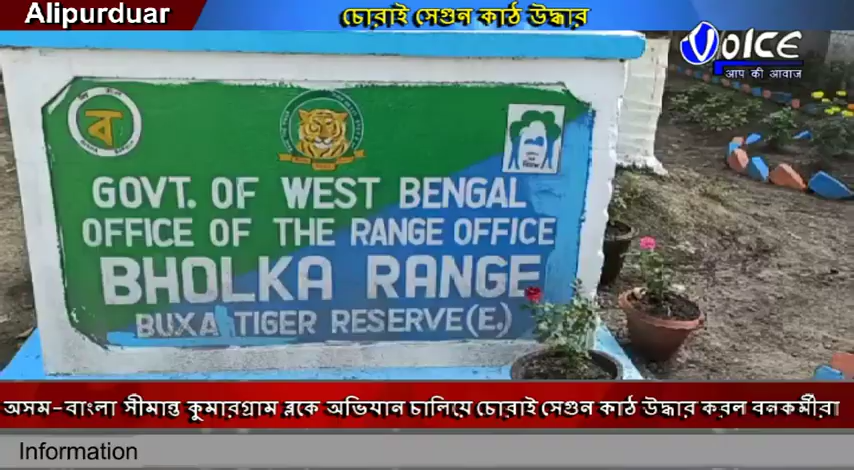 Alipurduar
চোরাই সেগুন কাঠ উদ্ধার
VOICE
आप की आवाज
ব
GOVT. OF WEST BENGAL
OFFICE OF THE RANGE OFFICE
BHOLKA RANGE
BUXA TIGER RESERVE(E.)
অসম-বাংলা সীমান্ত কুমারগ্রাম ব্লকে অভিযান চালিয়ে চোরাই সেগুন কাঠ উদ্ধার করল বনকর্মীরা
Information